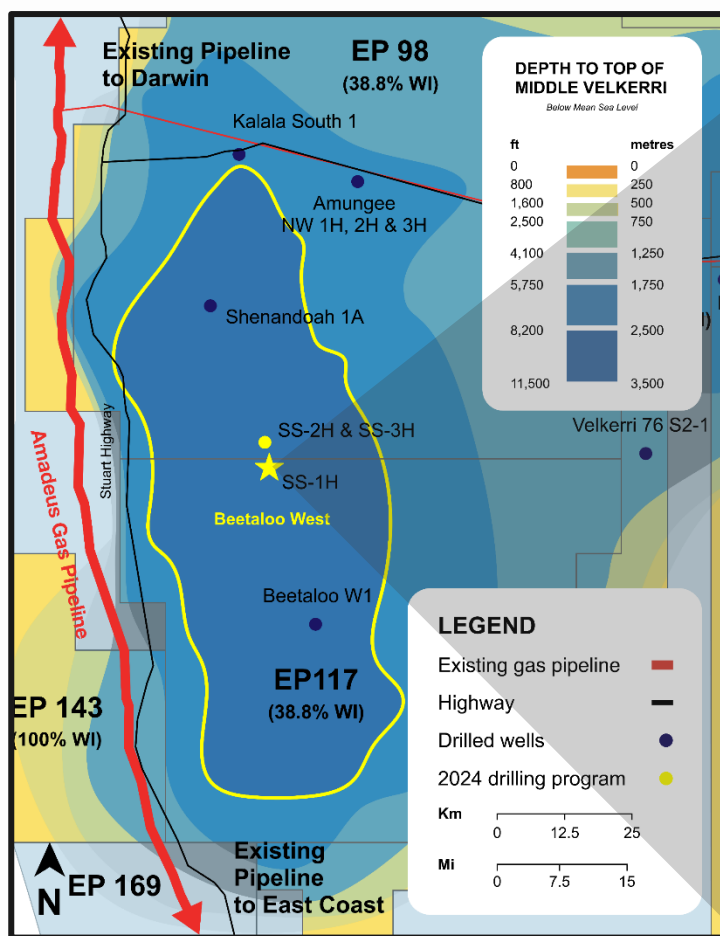 Existing Pipeline
to Darwin
EP 98
(38.8% WI)
Kalala South 1
Amungee
NW 1H, 2H & 3H
Shenandoah 1A
SS-2H & SS-3H
SS-1H
Beetaloo West
Velkerri 76 S2-1
Stuart Highway
Amadeus Gas Pipeline
Beetaloo W1
EP117
(38.8% WI)
EP 143
(100% WI)
EP 169
N
Existing
Pipeline
to East Coast
DEPTH TO TOP OF
MIDDLE VELKERRI
Below Mean Sea Level
ft metres
0 0
800 250
1,600 500
2,500 750
4,100 1,250
5,750 1,750
8,200 2,500
11,500 3,500
LEGEND
Existing gas pipeline
Highway
Drilled wells
2024 drilling program
Km
0 12.5 25
Mi
0 7.5 15